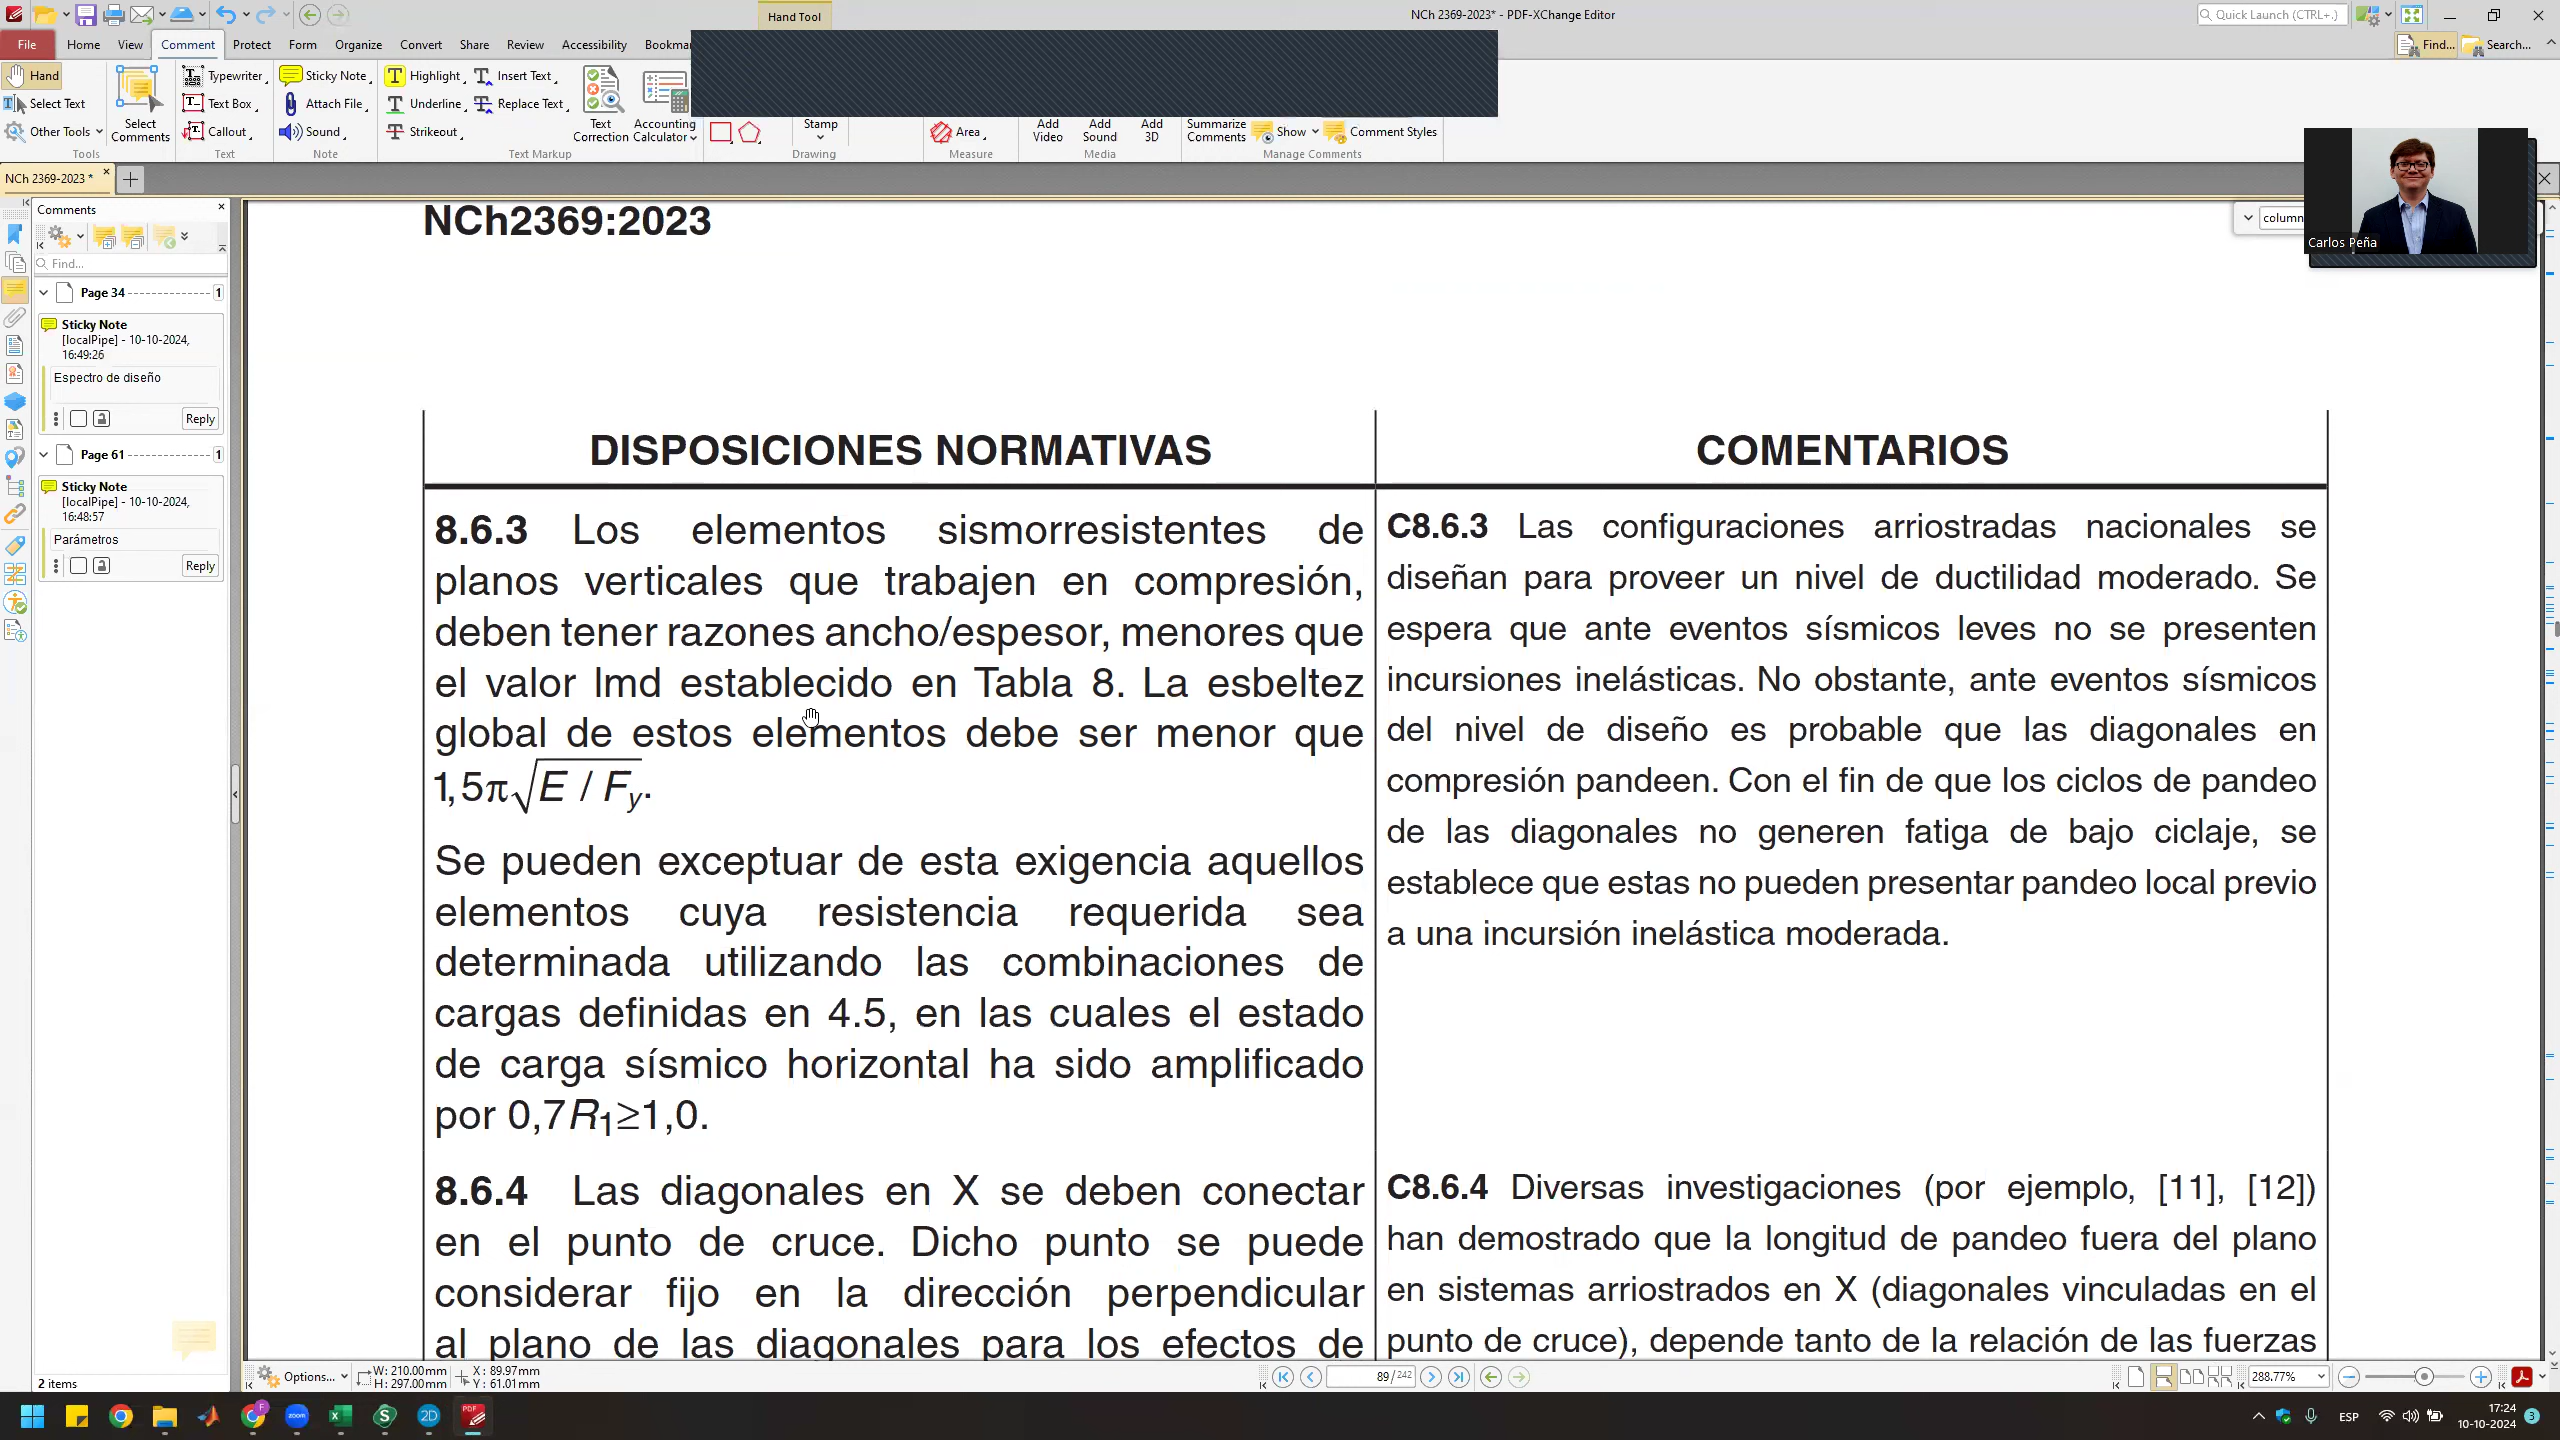 Hand Tool
NCh 2369-2023* - PDF-XChange Editor
Quick Launch (CTRL+.)
File
Home
View
Comment
Protect
Form
Organize
Convert
Share
Review
Accessibility
Bookmar
Find...
Search...
Hand
Select Text
Other Tools
Tools
Select
Comments
Typewriter
Text Box
Callout
Text
Sticky Note
Attach File
Sound
Note
Highlight
Underline
Strikeout
Insert Text
Replace Text
Text
Correction
Accounting
Calculator
Text Markup
Stamp
Drawing
Area
Measure
Add
Video
Add
Sound
Add
3D
Media
Summarize
Comments
Show
Comment Styles
Manage Comments
NCh 2369-2023 *
Carlos Peña
column
Comments
Find...
Page 34
1
Sticky Note
[localPipe] - 10-10-2024,
16:49:26
Espectro de diseño
Reply
Page 61
1
Sticky Note
[localPipe] - 10-10-2024,
16:48:57
Parámetros
Reply
2 items
NCh2369:2023
DISPOSICIONES NORMATIVAS
8.6.3 Los elementos sismorresistentes de
planos verticales que trabajen en compresión,
deben tener razones ancho/espesor, menores que
el valor lmd establecido en Tabla 8. La esbeltez
global de estos elementos debe ser menor que
1,5π√E / Fy.
Se pueden exceptuar de esta exigencia aquellos
elementos cuya resistencia requerida sea
determinada utilizando las combinaciones de
cargas definidas en 4.5, en las cuales el estado
de carga sísmico horizontal ha sido amplificado
por 0,7R1≥1,0.
8.6.4 Las diagonales en X se deben conectar
en el punto de cruce. Dicho punto se puede
considerar fijo en la dirección perpendicular
al plano de las diagonales para los efectos de
COMENTARIOS
C8.6.3 Las configuraciones arriostradas nacionales se
diseñan para proveer un nivel de ductilidad moderado. Se
espera que ante eventos sísmicos leves no se presenten
incursiones inelásticas. No obstante, ante eventos sísmicos
del nivel de diseño es probable que las diagonales en
compresión pandeen. Con el fin de que los ciclos de pandeo
de las diagonales no generen fatiga de bajo ciclaje, se
establece que estas no pueden presentar pandeo local previo
a una incursión inelástica moderada.
C8.6.4 Diversas investigaciones (por ejemplo, [11], [12])
han demostrado que la longitud de pandeo fuera del plano
en sistemas arriostrados en X (diagonales vinculadas en el
punto de cruce), depende tanto de la relación de las fuerzas
Options...
W: 210.00mm
H: 297.00mm
X : 89.97mm
Y : 61.01mm
89/242
288.77%
F
zoom
S
2D
PDF
ESP
17:24
10-10-2024
3